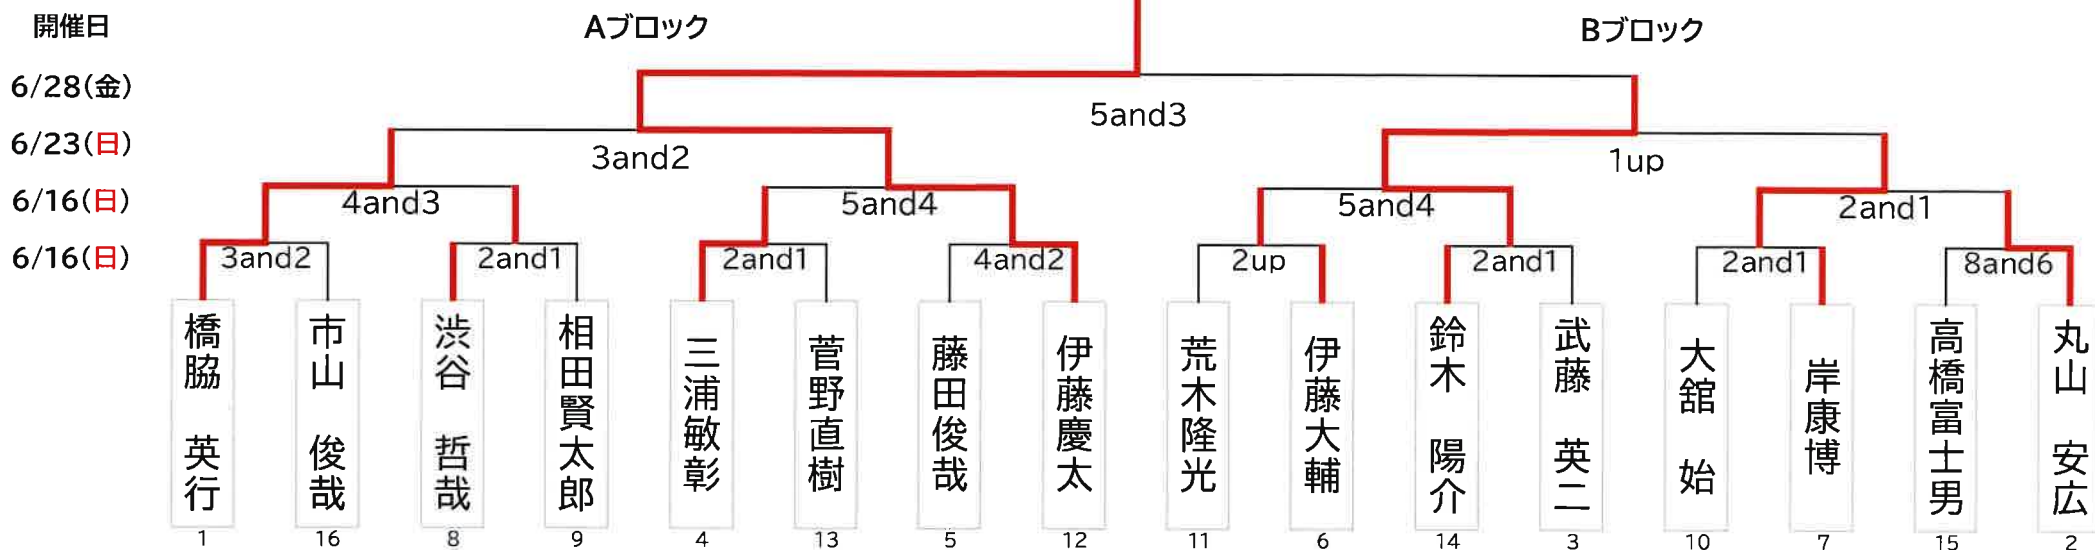 開催日
Aブロック
Bブロック
6/28(金)
5and3
6/23(日)
3and2
1up
6/16(日)
4and3
5and4
5and4
2and1
6/16(日)
3and2
2and1
2and1
4and2
2up
2and1
2and1
8and6
橋脇 英行
市山 俊哉
渋谷 哲哉
相田賢太郎
三浦敏彰
菅野直樹
藤田俊哉
伊藤慶太
荒木隆光
伊藤大輔
鈴木 陽介
武藤 英二
大舘 始
岸康博
高橋富士男
丸山 安広
1
16
8
9
4
13
5
12
11
6
14
3
10
7
15
2